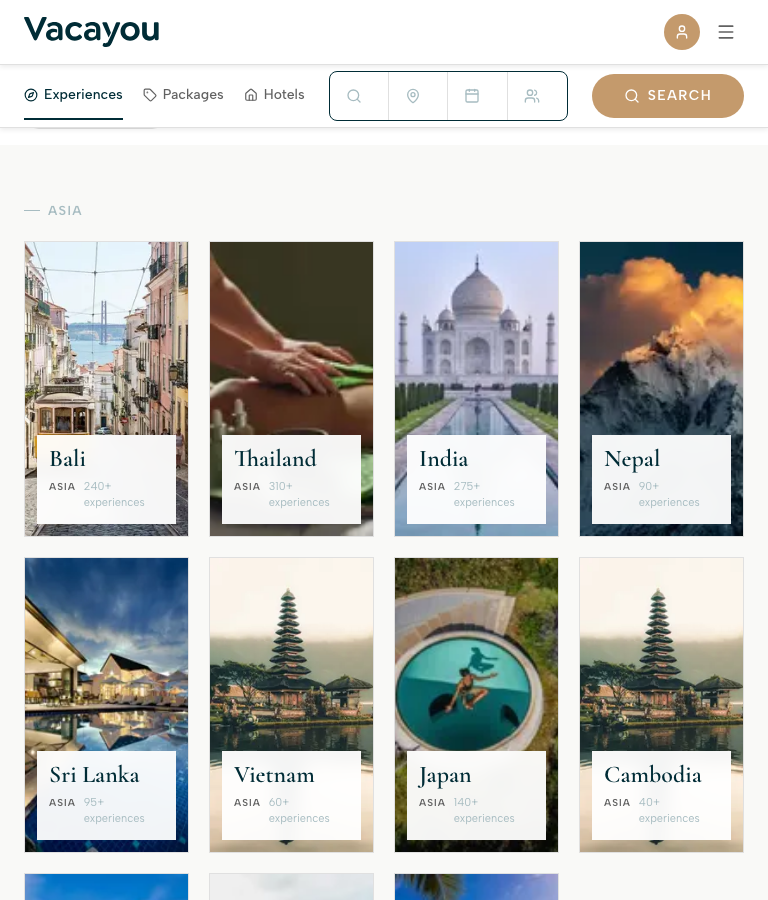 Vacayou
Experiences Packages Hotels SEARCH
ASIA
Bali
ASIA 240+ experiences
Thailand
ASIA 310+ experiences
India
ASIA 275+ experiences
Nepal
ASIA 90+ experiences
Sri Lanka
ASIA 95+ experiences
Vietnam
ASIA 60+ experiences
Japan
ASIA 140+ experiences
Cambodia
ASIA 40+ experiences